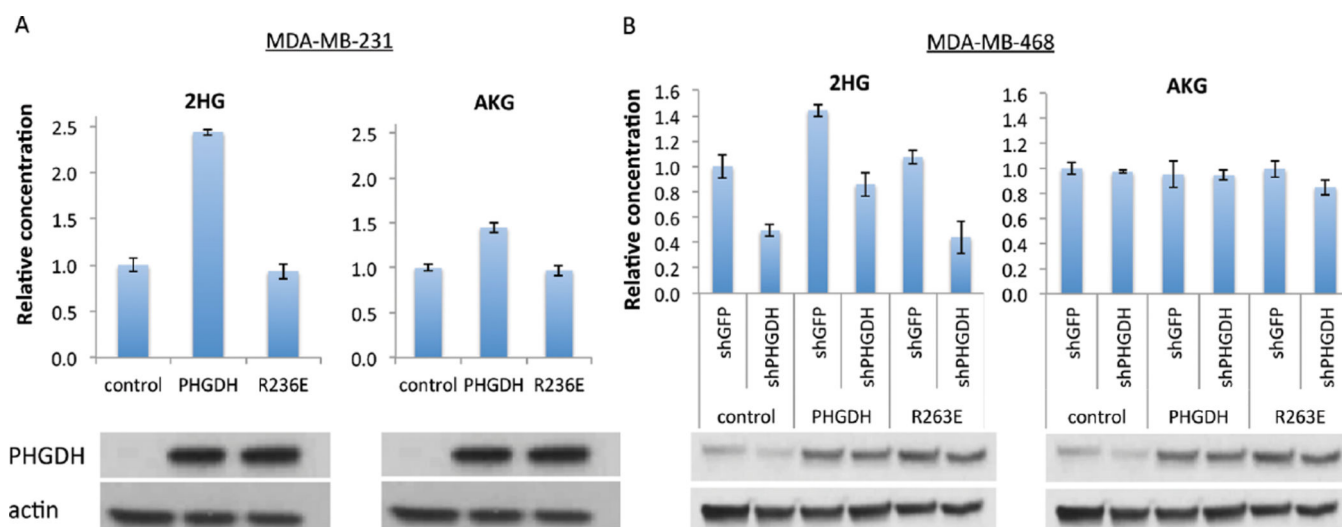 A
MDA-MB-231
2HG
AKG
Relative concentration
2.5
2.0
1.5
1.0
0.5
0.0
control PHGDH R236E
2.5
2.0
1.5
1.0
0.5
0.0
control PHGDH R236E
PHGDH
actin
B
MDA-MB-468
2HG
AKG
Relative concentration
1.6
1.4
1.2
1.0
0.8
0.6
0.4
0.2
0.0
shGFP
shPHGDH
shGFP
shPHGDH
shGFP
shPHGDH
control PHGDH R263E
1.6
1.4
1.2
1.0
0.8
0.6
0.4
0.2
0.0
shGFP
shPHGDH
shGFP
shPHGDH
shGFP
shPHGDH
control PHGDH R263E